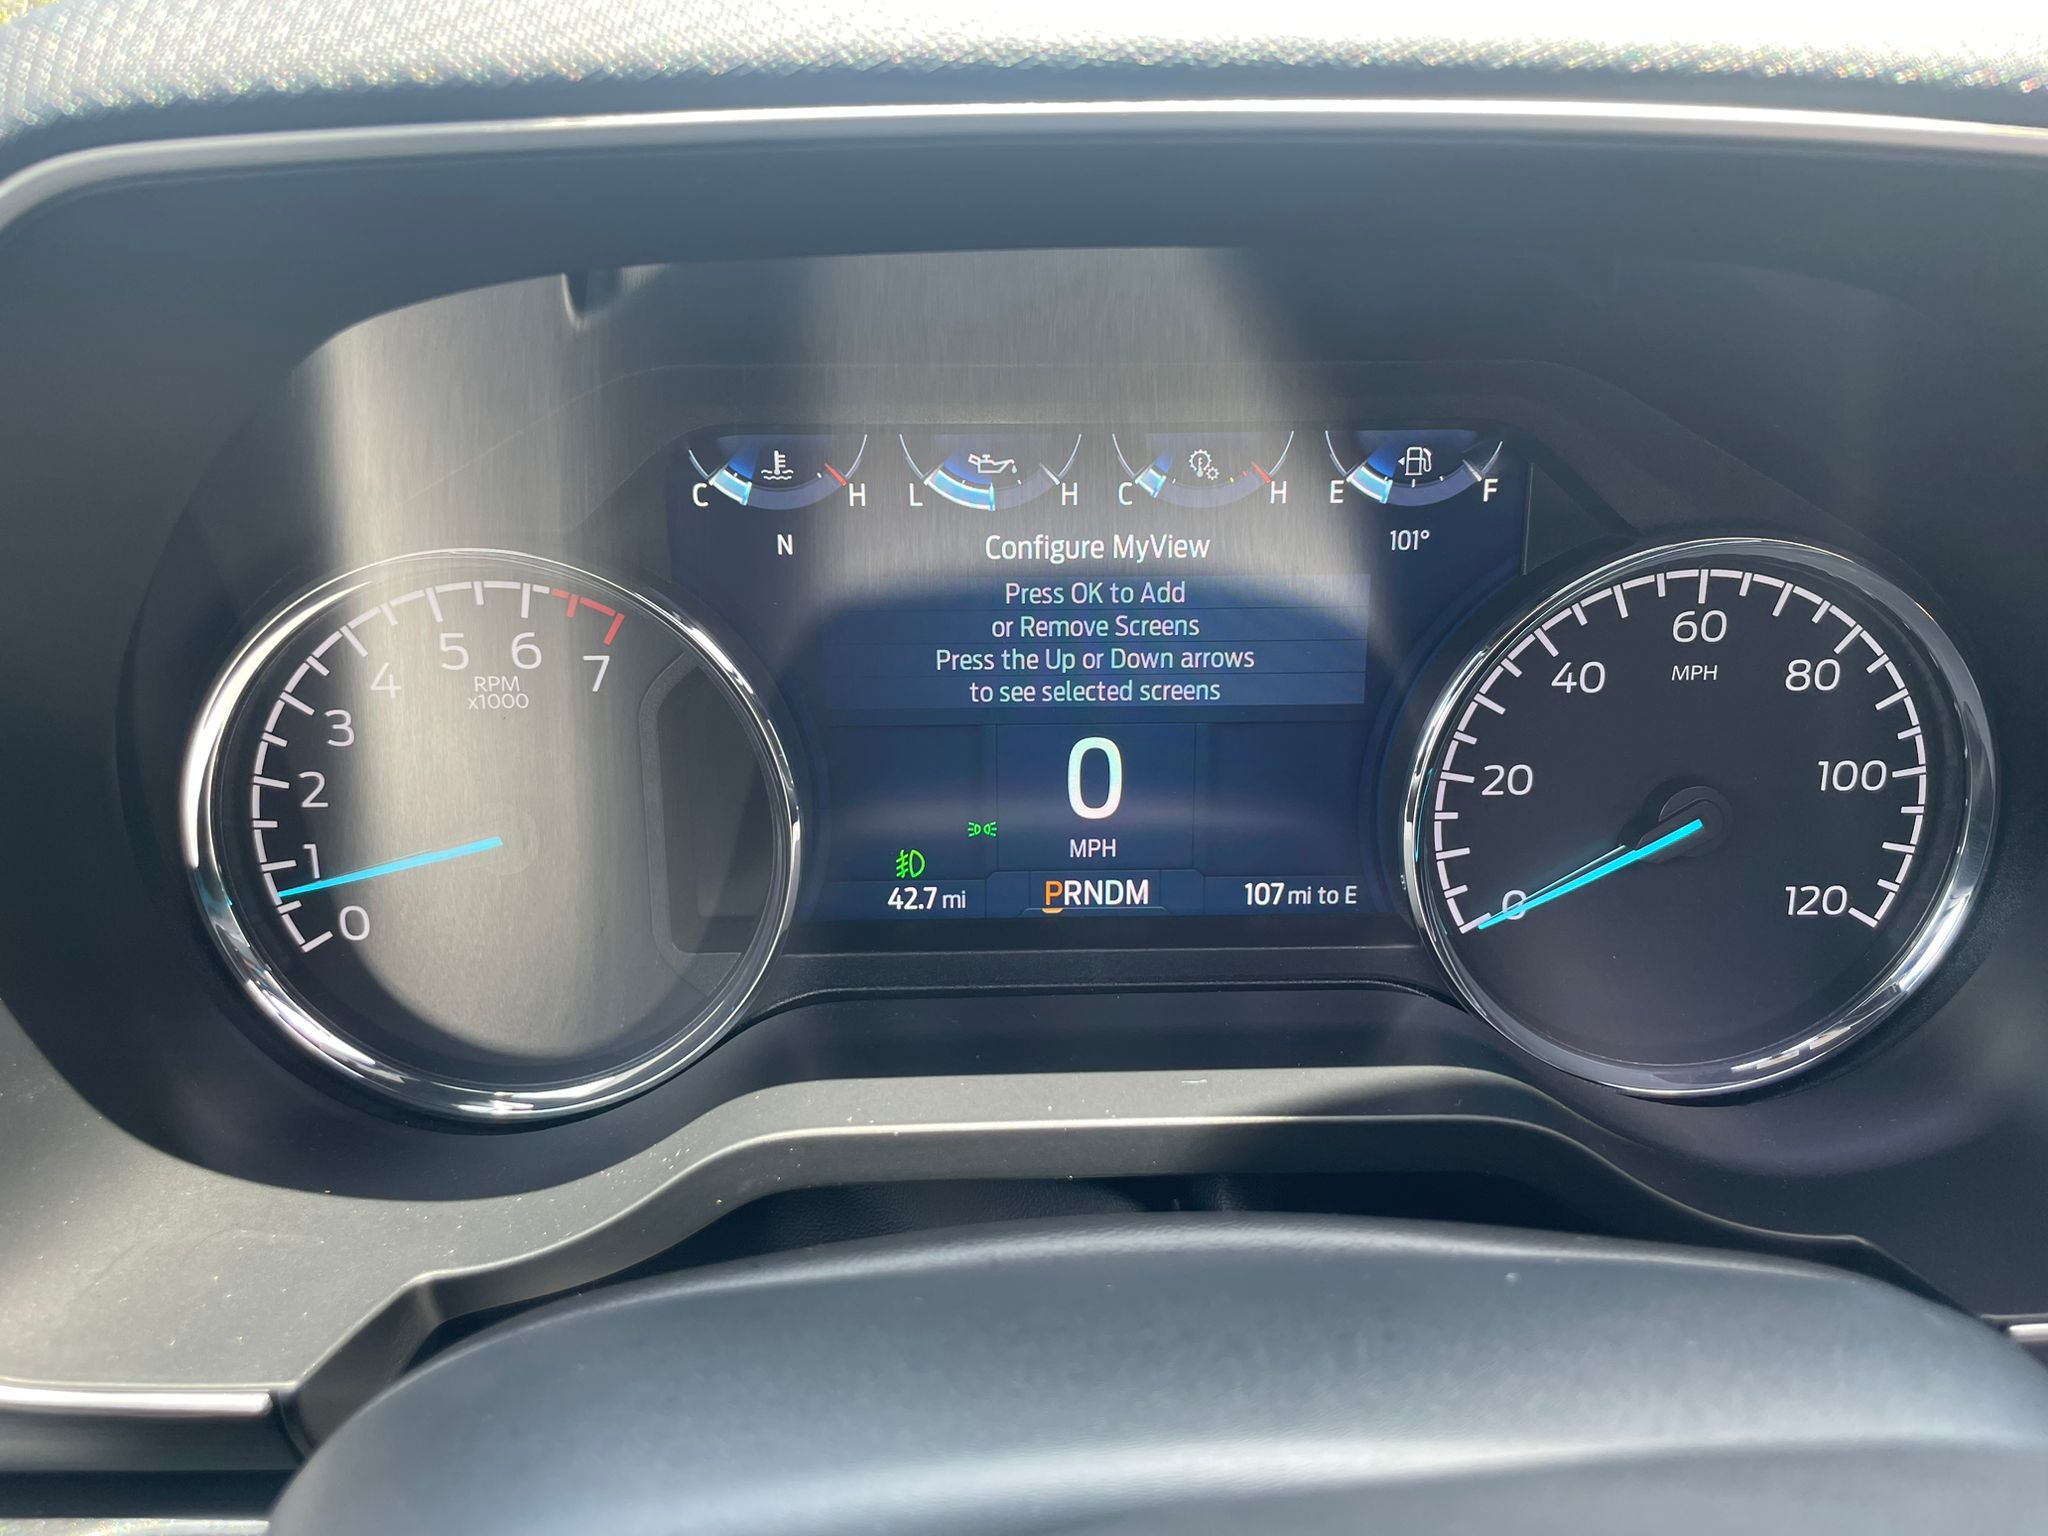 C H L H C H E F
N Configure MyView 101°
Press OK to Add
or Remove Screens
Press the Up or Down arrows
to see selected screens
0 1 2 3 4 5 6 7
RPM
x1000
0
MPH
42.7 mi PRNDM 107 mi to E
0 20 40 60 80 100 120
MPH